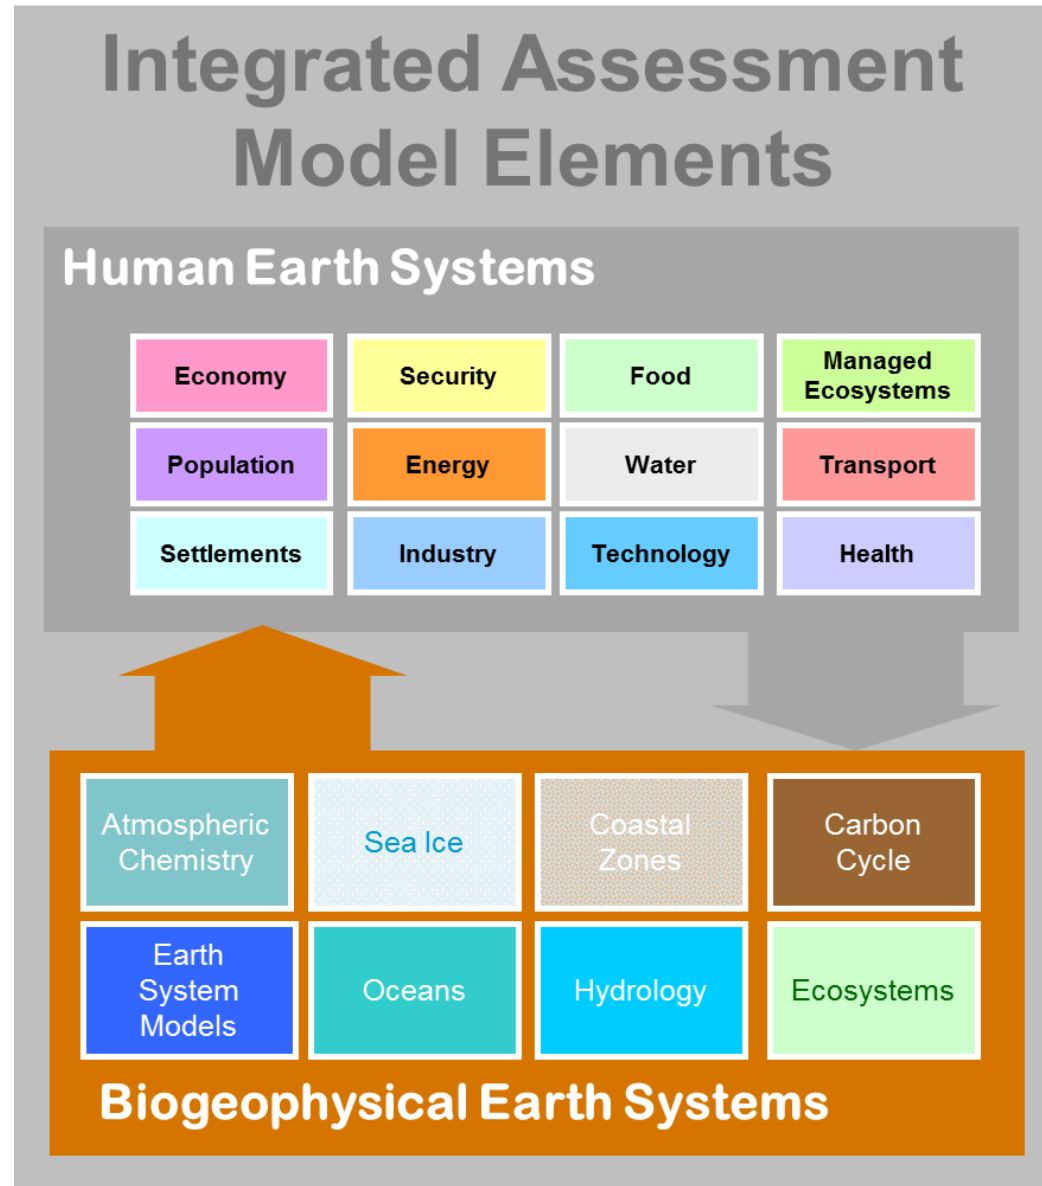 Integrated Assessment
Model Elements
Human Earth Systems
Economy
Security
Food
Managed
Ecosystems
Population
Energy
Water
Transport
Settlements
Industry
Technology
Health
Atmospheric
Chemistry
Sea Ice
Coastal
Zones
Carbon
Cycle
Earth
System
Models
Oceans
Hydrology
Ecosystems
Biogeophysical Earth Systems